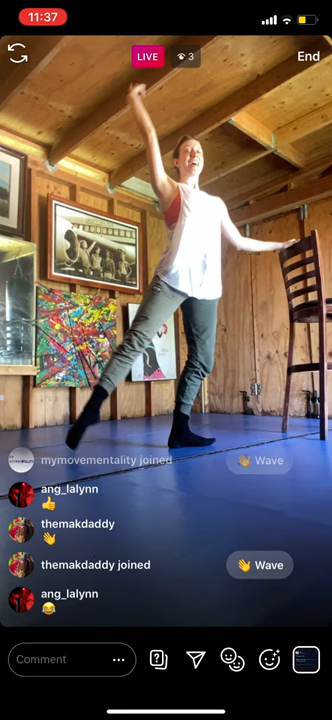 11:37
LIVE
3
End
mymovementality joined
👋 Wave
ang_lalynn
👍
themakdaddy
👋
themakdaddy joined
👋 Wave
ang_lalynn
😂
Comment